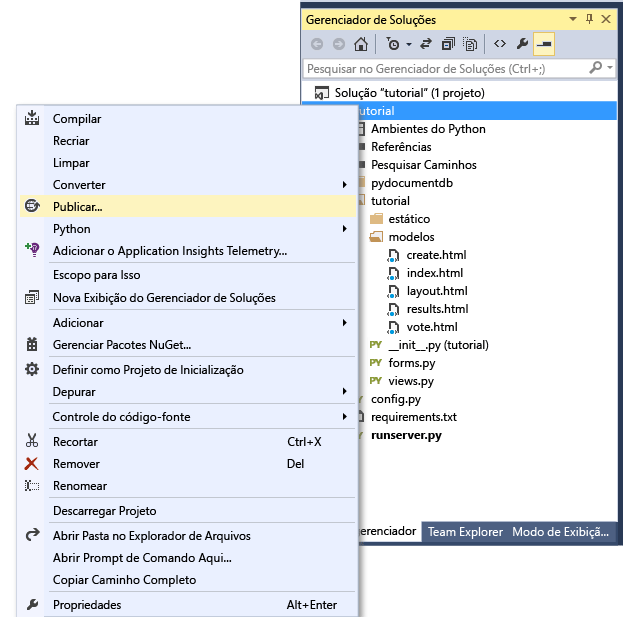 Gerenciador de Soluções
Pesquisar no Gerenciador de Soluções (Ctrl+;)
Solução "tutorial" (1 projeto)
utorial
Ambientes do Python
Referências
Pesquisar Caminhos
pydocumentdb
tutorial
estático
modelos
create.html
index.html
layout.html
results.html
vote.html
PY __init__.py (tutorial)
PY forms.py
PY views.py
config.py
requirements.txt
runserver.py
erenciador Team Explorer Modo de Exibiçã...
Compilar
Recriar
Limpar
Converter
Publicar...
Python
Adicionar o Application Insights Telemetry...
Escopo para Isso
Nova Exibição do Gerenciador de Soluções
Adicionar
Gerenciar Pacotes NuGet...
Definir como Projeto de Inicialização
Depurar
Controle do código-fonte
Recortar Ctrl+X
Remover Del
Renomear
Descarregar Projeto
Abrir Pasta no Explorador de Arquivos
Abrir Prompt de Comando Aqui...
Copiar Caminho Completo
Propriedades Alt+Enter